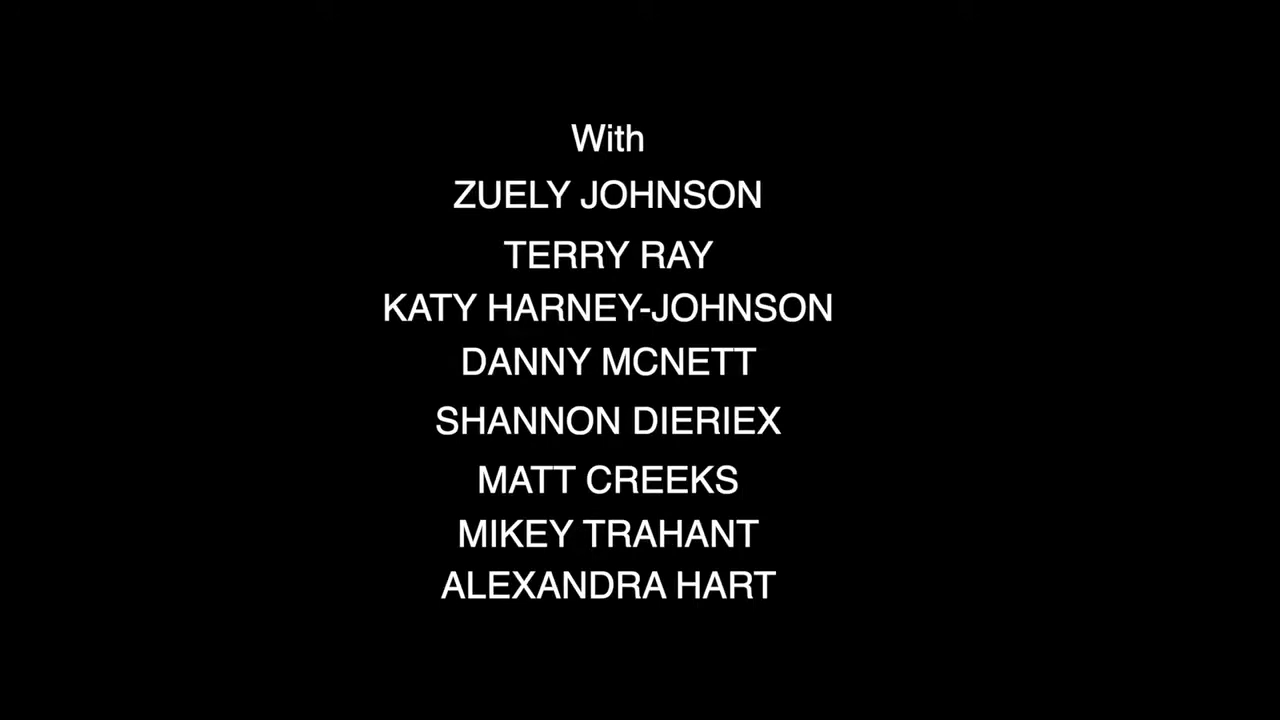 With
ZUELY JOHNSON
TERRY RAY
KATY HARNEY-JOHNSON
DANNY MCNETT
SHANNON DIERIEX
MATT CREEKS
MIKEY TRAHANT
ALEXANDRA HART